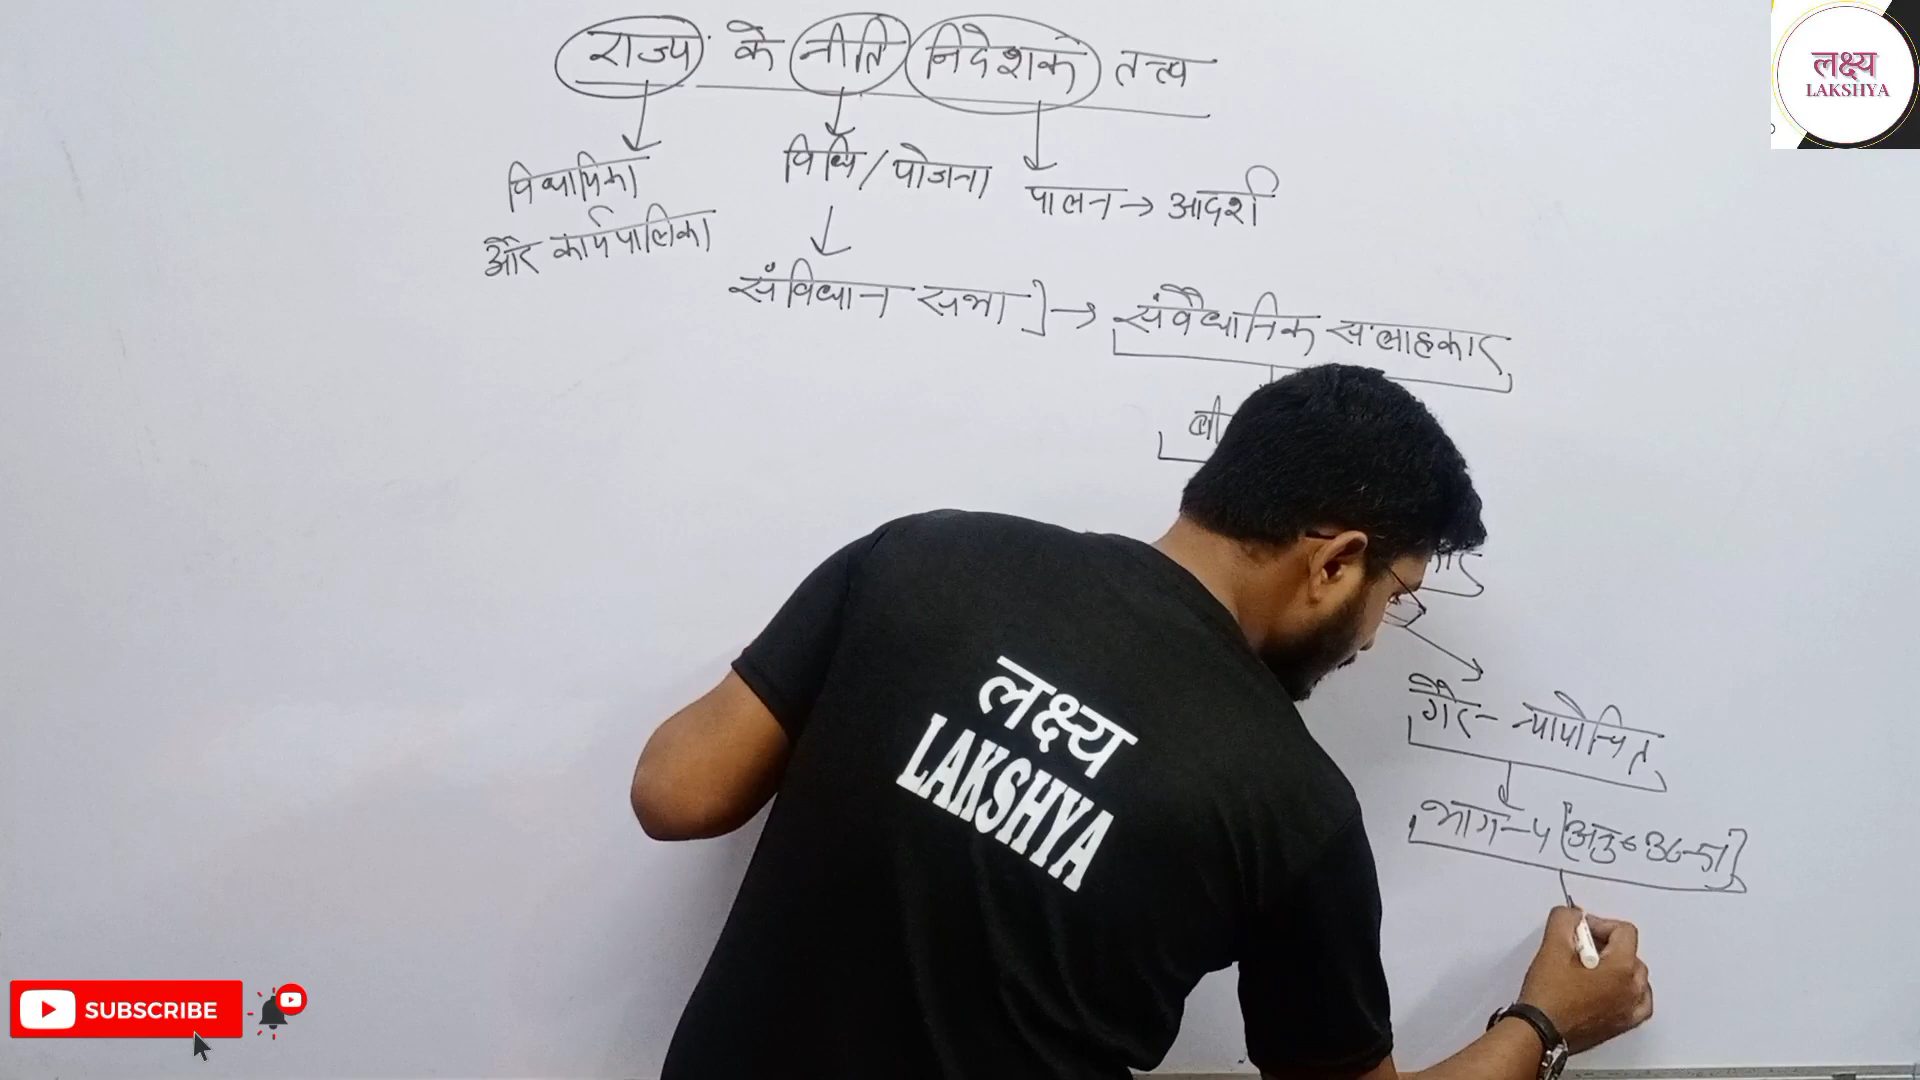 राज्य के नीति निदेशक तत्त्व
विधायिका
और कार्यपालिका
विधि / योजना
पालन → आदर्श
संविधान सभा ] → संवैधानिक सलाहकार
बी
गैर - न्यायोचित
भाग - 4 [अनु० 36-51]
लक्ष्य
LAKSHYA
लक्ष्य
LAKSHYA
SUBSCRIBE